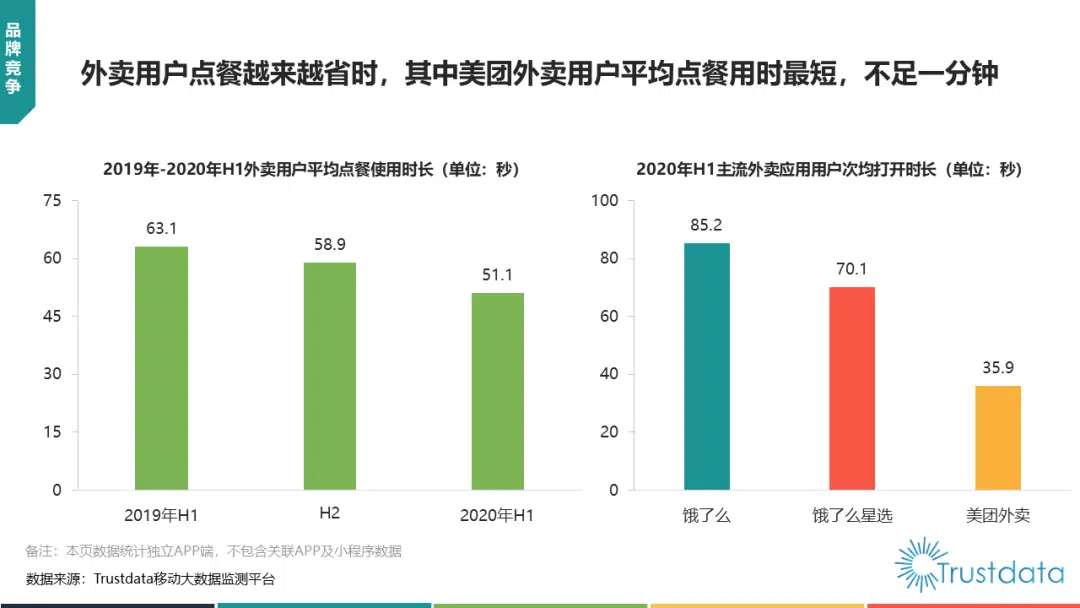 品牌竞争
外卖用户点餐越来越省时，其中美团外卖用户平均点餐用时最短，不足一分钟
2019年-2020年H1外卖用户平均点餐使用时长（单位：秒）
75
60
45
30
15
0
63.1
58.9
51.1
2019年H1
H2
2020年H1
2020年H1主流外卖应用用户次均打开时长（单位：秒）
100
80
60
40
20
0
85.2
70.1
35.9
饿了么
饿了么星选
美团外卖
备注：本页数据统计独立APP端，不包含关联APP及小程序数据
数据来源：Trustdata移动大数据监测平台
Trustdata